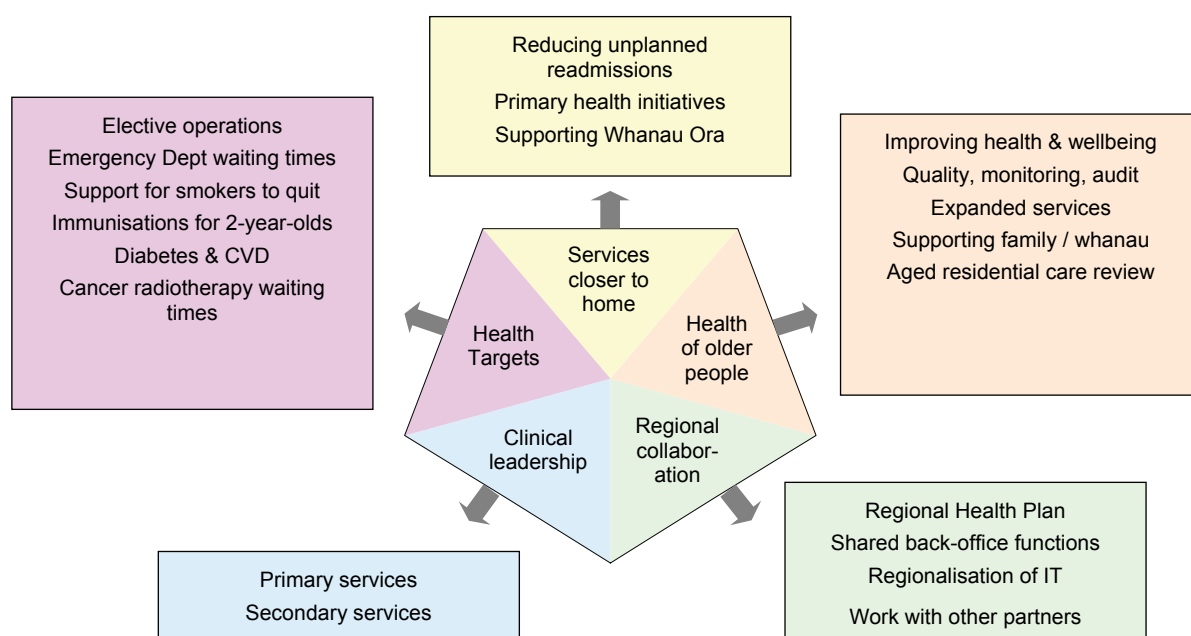 Reducing unplanned
readmissions
Primary health initiatives
Supporting Whanau Ora
Elective operations
Emergency Dept waiting times
Support for smokers to quit
Immunisations for 2-year-olds
Diabetes & CVD
Cancer radiotherapy waiting
times
Improving health & wellbeing
Quality, monitoring, audit
Expanded services
Supporting family / whanau
Aged residential care review
Services
closer to
home
Health
Targets
Health
of older
people
Clinical
leadership
Regional
collabor-
ation
Primary services
Secondary services
Regional Health Plan
Shared back-office functions
Regionalisation of IT
Work with other partners